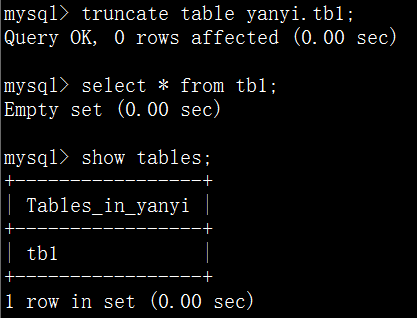 mysql> truncate table yanyi.tb1;
Query OK, 0 rows affected (0.00 sec)
mysql> select * from tb1;
Empty set (0.00 sec)
mysql> show tables;
+-----------------+
| Tables_in_yanyi |
+-----------------+
| tb1             |
+-----------------+
1 row in set (0.00 sec)